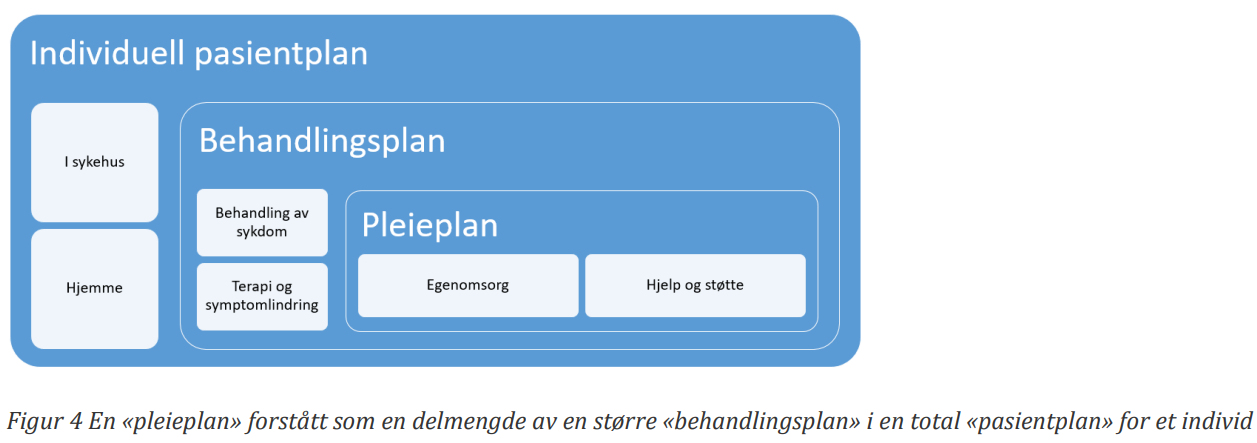 Individuell pasientplan
I sykehus
Hjemme
Behandlingsplan
Behandling av
sykdom
Terapi og
symptomlindring
Pleieplan
Egenomsorg
Hjelp og støtte
Figur 4 En «pleieplan» forstått som en delmengde av en større «behandlingsplan» i en total «pasientplan» for et individ